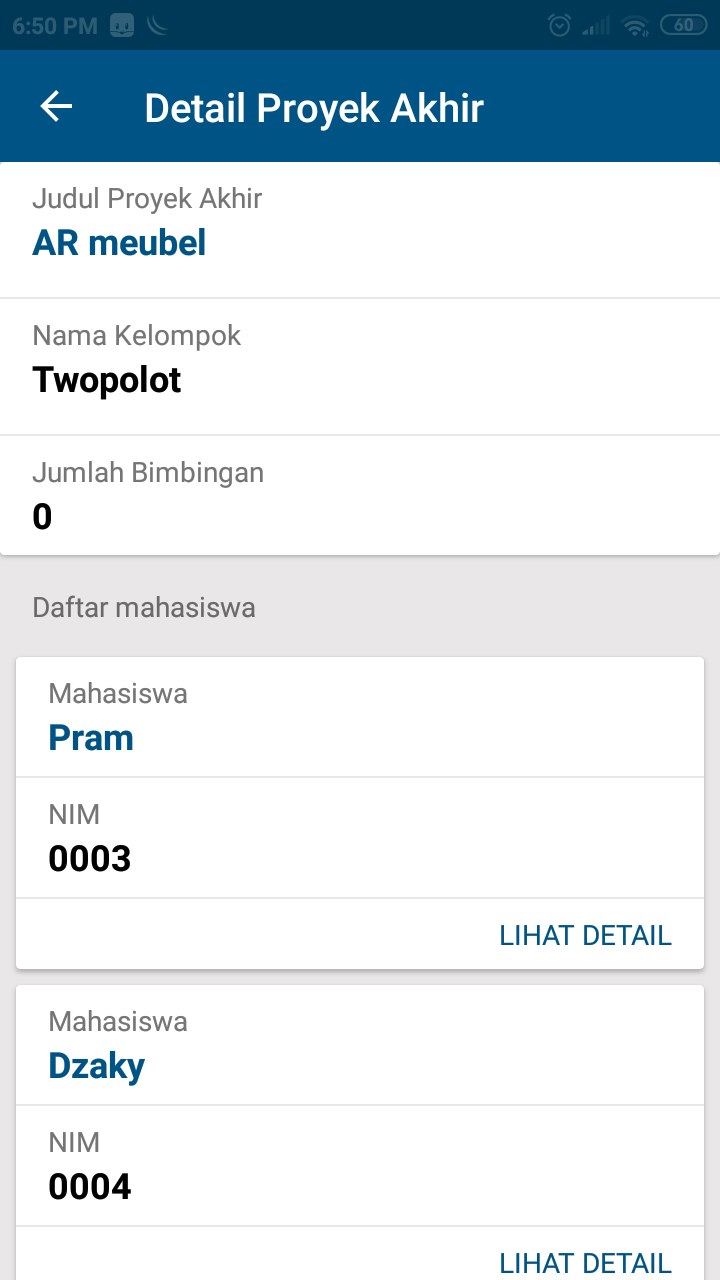 6:50 PM
60
Detail Proyek Akhir
Judul Proyek Akhir
AR meubel
Nama Kelompok
Twopolot
Jumlah Bimbingan
0
Daftar mahasiswa
Mahasiswa
Pram
NIM
0003
LIHAT DETAIL
Mahasiswa
Dzaky
NIM
0004
LIHAT DETAIL